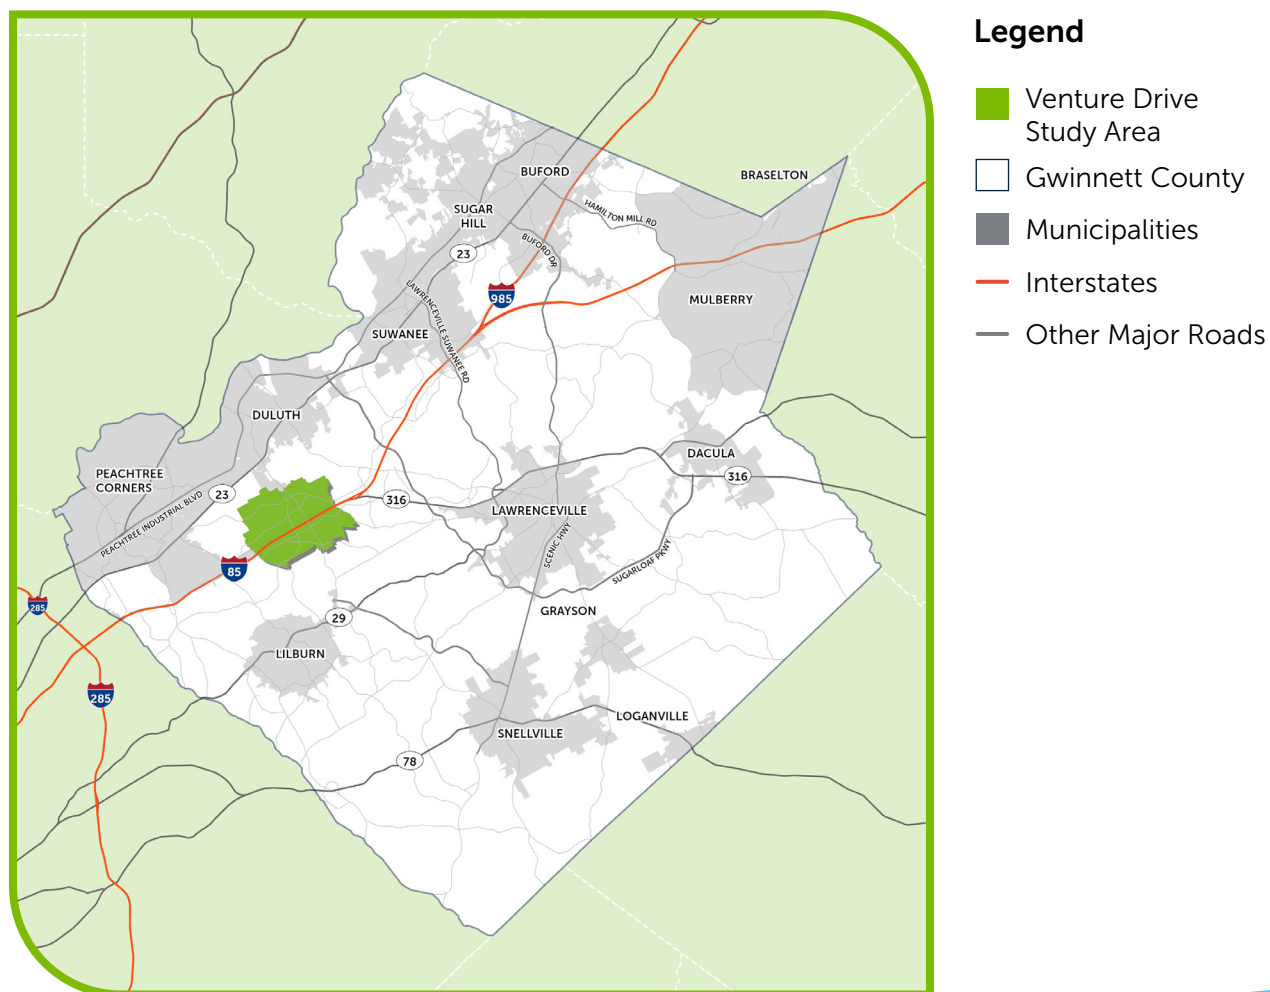 Legend
Venture Drive
Study Area
Gwinnett County
Municipalities
Interstates
Other Major Roads
BUFORD
BRASELTON
HAMILTON MILL RD
SUGAR
HILL
BUFORD DR
23
LAWRENCEVILLE SUWANEE RD
985
MULBERRY
SUWANEE
DULUTH
DACULA
PEACHTREE
CORNERS
316
23
316
PEACHTREE INDUSTRIAL BLVD
LAWRENCEVILLE
SCENIC HWY
SUGARLOAF PKWY
85
285
GRAYSON
29
LILBURN
285
LOGANVILLE
SNELLVILLE
78